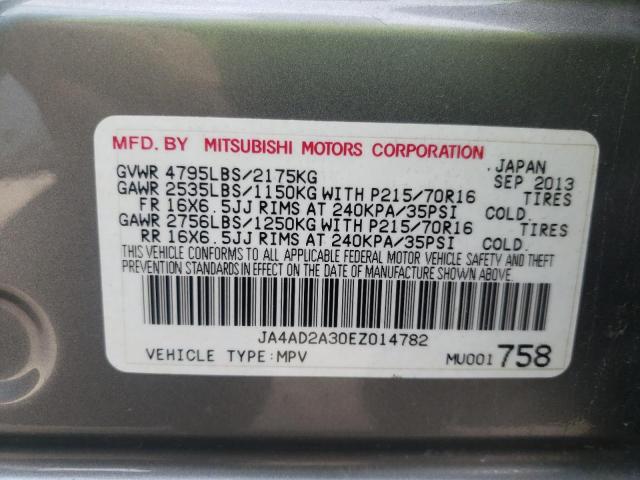 MFD. BY MITSUBISHI MOTORS CORPORATION
GVWR 4795LBS/2175KG JAPAN
SEP 2013
GAWR 2535LBS/1150KG WITH P215/70R16 TIRES
FR 16X6.5JJ RIMS AT 240KPA/35PSI COLD.
GAWR 2756LBS/1250KG WITH P215/70R16 TIRES
RR 16X6.5JJ RIMS AT 240KPA/35PSI COLD.
THIS VEHICLE CONFORMS TO ALL APPLICABLE FEDERAL MOTOR VEHICLE SAFETY AND THEFT
PREVENTION STANDARDS IN EFFECT ON THE DATE OF MANUFACTURE SHOWN ABOVE.
JA4AD2A30EZ014782
VEHICLE TYPE:MPV MU001 758